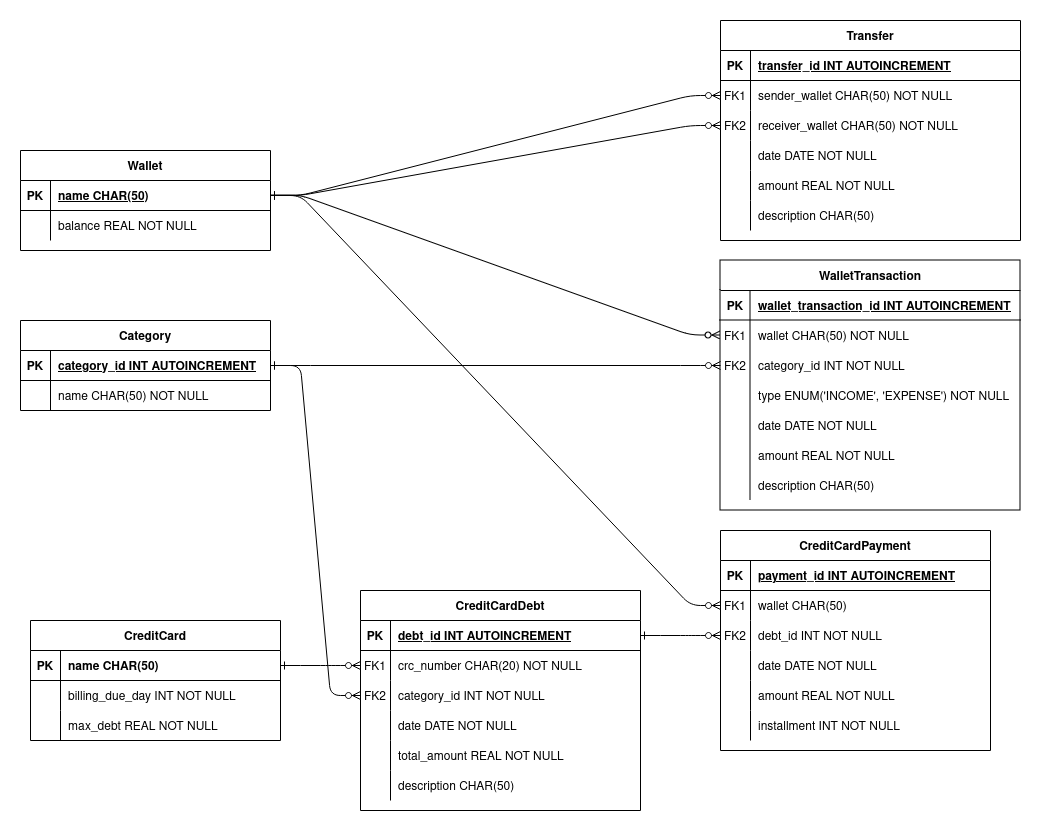 Transfer
PK transfer_id INT AUTOINCREMENT
FK1 sender_wallet CHAR(50) NOT NULL
FK2 receiver_wallet CHAR(50) NOT NULL
date DATE NOT NULL
amount REAL NOT NULL
description CHAR(50)
Wallet
PK name CHAR(50)
balance REAL NOT NULL
WalletTransaction
PK wallet_transaction_id INT AUTOINCREMENT
FK1 wallet CHAR(50) NOT NULL
FK2 category_id INT NOT NULL
type ENUM('INCOME', 'EXPENSE') NOT NULL
date DATE NOT NULL
amount REAL NOT NULL
description CHAR(50)
Category
PK category_id INT AUTOINCREMENT
name CHAR(50) NOT NULL
CreditCardPayment
PK payment_id INT AUTOINCREMENT
FK1 wallet CHAR(50)
FK2 debt_id INT NOT NULL
date DATE NOT NULL
amount REAL NOT NULL
installment INT NOT NULL
CreditCardDebt
PK debt_id INT AUTOINCREMENT
FK1 crc_number CHAR(20) NOT NULL
FK2 category_id INT NOT NULL
date DATE NOT NULL
total_amount REAL NOT NULL
description CHAR(50)
CreditCard
PK name CHAR(50)
billing_due_day INT NOT NULL
max_debt REAL NOT NULL